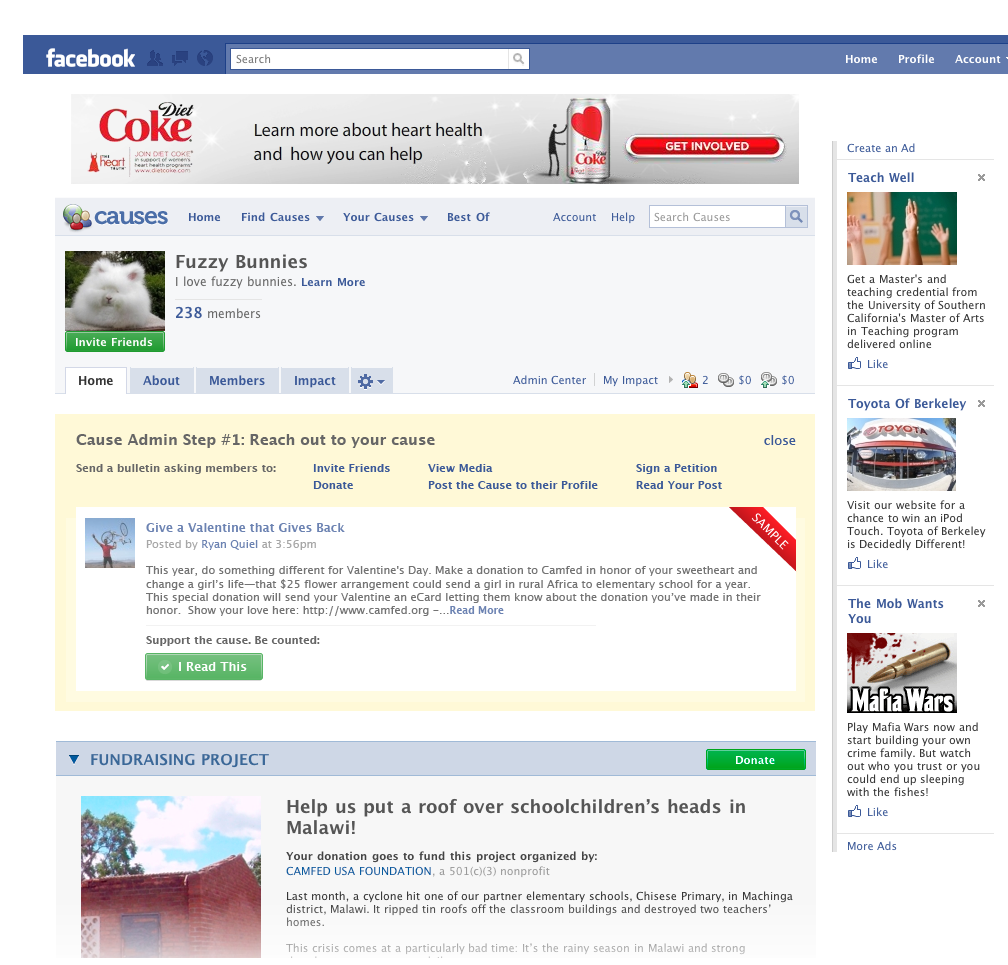 facebook
Search
Home Profile Account
Diet
Coke
THE heart TRUTH
JOIN DIET COKE
in support of women's
heart health programs
www.dietcoke.com
Learn more about heart health
and how you can help
Coke
GET INVOLVED
causes Home Find Causes Your Causes Best Of Account Help Search Causes
Fuzzy Bunnies
I love fuzzy bunnies. Learn More
238 members
Invite Friends
Home About Members Impact Admin Center My Impact 2 $0 $0
Cause Admin Step #1: Reach out to your cause close
Send a bulletin asking members to: Invite Friends View Media Sign a Petition
Donate Post the Cause to their Profile Read Your Post
SAMPLE
Give a Valentine that Gives Back
Posted by Ryan Quiel at 3:56pm
This year, do something different for Valentine's Day. Make a donation to Camfed in honor of your sweetheart and
change a girl's life—that $25 flower arrangement could send a girl in rural Africa to elementary school for a year.
This special donation will send your Valentine an eCard letting them know about the donation you've made in their
honor. Show your love here: http://www.camfed.org –...Read More
Support the cause. Be counted:
I Read This
FUNDRAISING PROJECT Donate
Help us put a roof over schoolchildren's heads in
Malawi!
Your donation goes to fund this project organized by:
CAMFED USA FOUNDATION, a 501(c)(3) nonprofit
Last month, a cyclone hit one of our partner elementary schools, Chisese Primary, in Machinga
district, Malawi. It ripped tin roofs off the classroom buildings and destroyed two teachers'
homes.
This crisis comes at a particularly bad time: It's the rainy season in Malawi and strong
Create an Ad
Teach Well
Get a Master's and
teaching credential from
the University of Southern
California's Master of Arts
in Teaching program
delivered online
Like
Toyota Of Berkeley
TOYOTA
Visit our website for a
chance to win an iPod
Touch. Toyota of Berkeley
is Decidedly Different!
Like
The Mob Wants
You
Mafia Wars
Play Mafia Wars now and
start building your own
crime family. But watch
out who you trust or you
could end up sleeping
with the fishes!
Like
More Ads